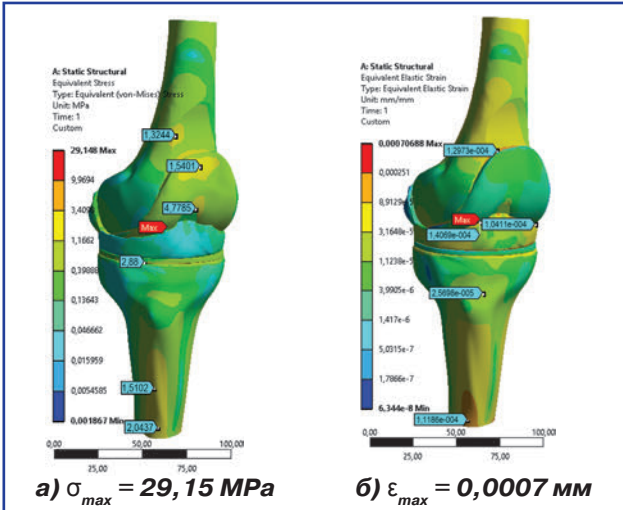 A: Static Structural
Equivalent Stress
Type: Equivalent (von-Mises) Stress
Unit: MPa
Time: 1
Custom
29,148 Max
9,9694
3,4098
1,1662
0,39888
0,13643
0,046662
0,015959
0,0054585
0,001867 Min
1,3244
1,5401
4,7785
Max
2,88
1,5102
2,0437
0,00
50,00
100,00
25,00
75,00
а) σmax = 29,15 MPa
A: Static Structural
Equivalent Elastic Strain
Type: Equivalent Elastic Strain
Unit: mm/mm
Time: 1
Custom
0,00070688 Max
0,000251
8,9129e-5
3,1648e-5
1,1238e-5
3,9905e-6
1,417e-6
5,0315e-7
1,7866e-7
6,344e-8 Min
1,2973e-004
Max
1,0411e-004
1,4069e-004
2,5698e-005
1,1186e-004
0,00
50,00
100,00
25,00
75,00
б) εmax = 0,0007 мм